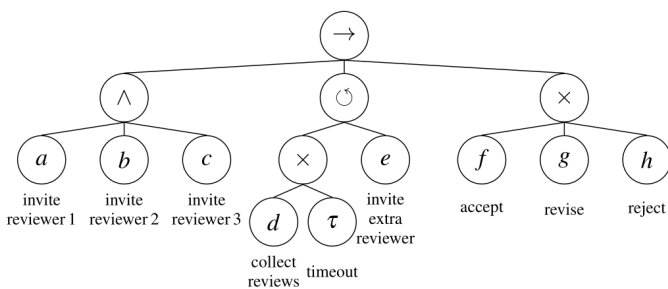 →
∧
↺
×
a
b
c
×
e
f
g
h
invite
reviewer 1
invite
reviewer 2
invite
reviewer 3
d
τ
invite
extra
reviewer
accept
revise
reject
collect
reviews
timeout